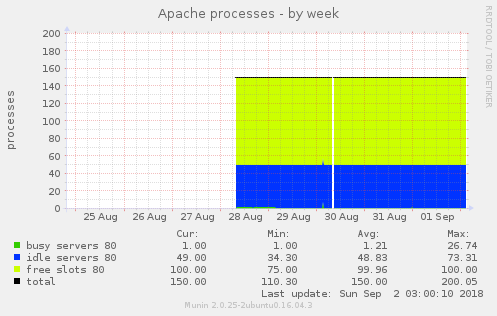 Apache processes - by week
RRDTOOL / TOBI OETIKER
processes
200
180
160
140
120
100
80
60
40
20
0
25 Aug 26 Aug 27 Aug 28 Aug 29 Aug 30 Aug 31 Aug 01 Sep
Cur: Min: Avg: Max:
busy servers 80 1.00 1.00 1.21 26.74
idle servers 80 49.00 34.30 48.83 73.31
free slots 80 100.00 75.00 99.96 100.00
total 150.00 110.30 150.00 200.05
Last update: Sun Sep 2 03:00:10 2018
Munin 2.0.25-2ubuntu0.16.04.3